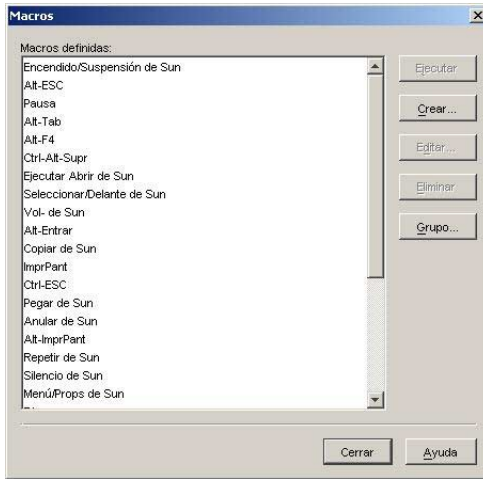 Macros
Macros definidas:
Encendido/Suspensión de Sun
Alt-ESC
Pausa
Alt-Tab
Alt-F4
Ctrl-Alt-Supr
Ejecutar Abrir de Sun
Seleccionar/Delante de Sun
Vol- de Sun
Alt-Entrar
Copiar de Sun
ImprPant
Ctrl-ESC
Pegar de Sun
Anular de Sun
Alt-ImprPant
Repetir de Sun
Silencio de Sun
Menú/Props de Sun
Ejecutar
Crear...
Editar...
Eliminar
Grupo...
Cerrar
Ayuda